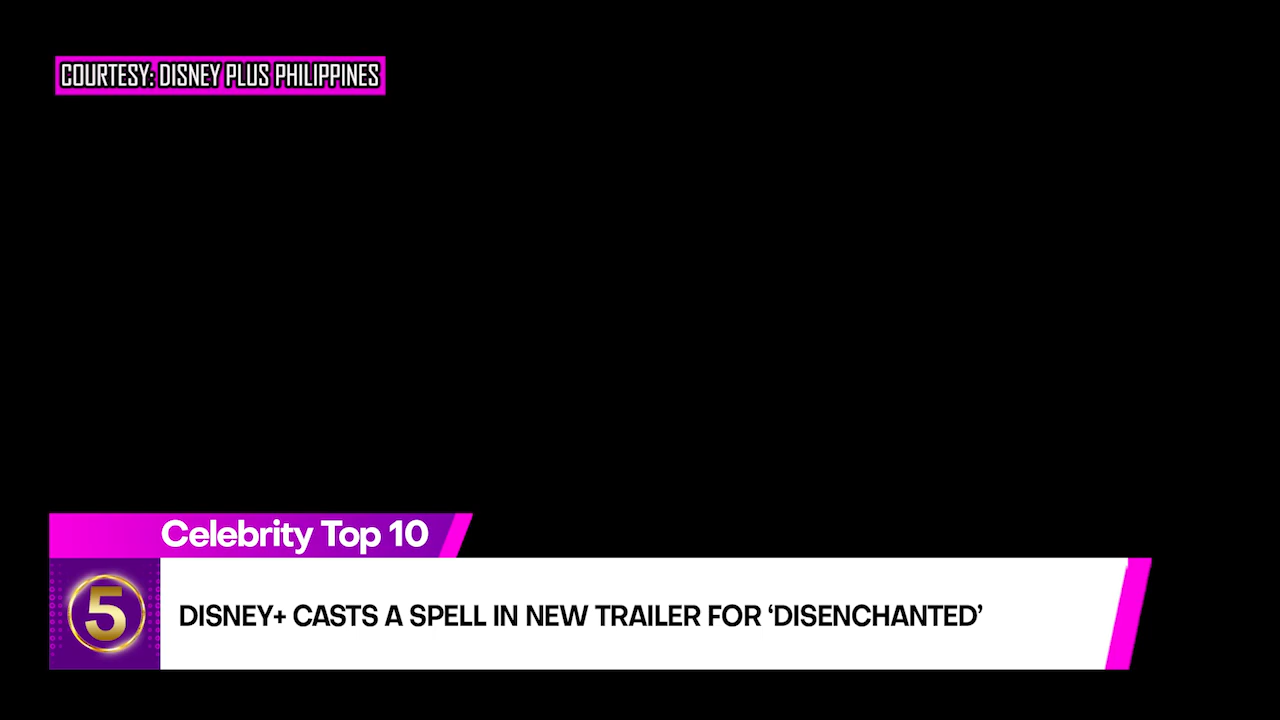 COURTESY: DISNEY PLUS PHILIPPINES
Celebrity Top 10
5
DISNEY+ CASTS A SPELL IN NEW TRAILER FOR ‘DISENCHANTED’